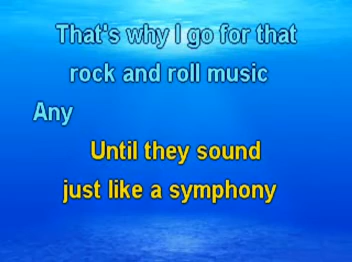 That's why I go for that
rock and roll music
Any
Until they sound
just like a symphony